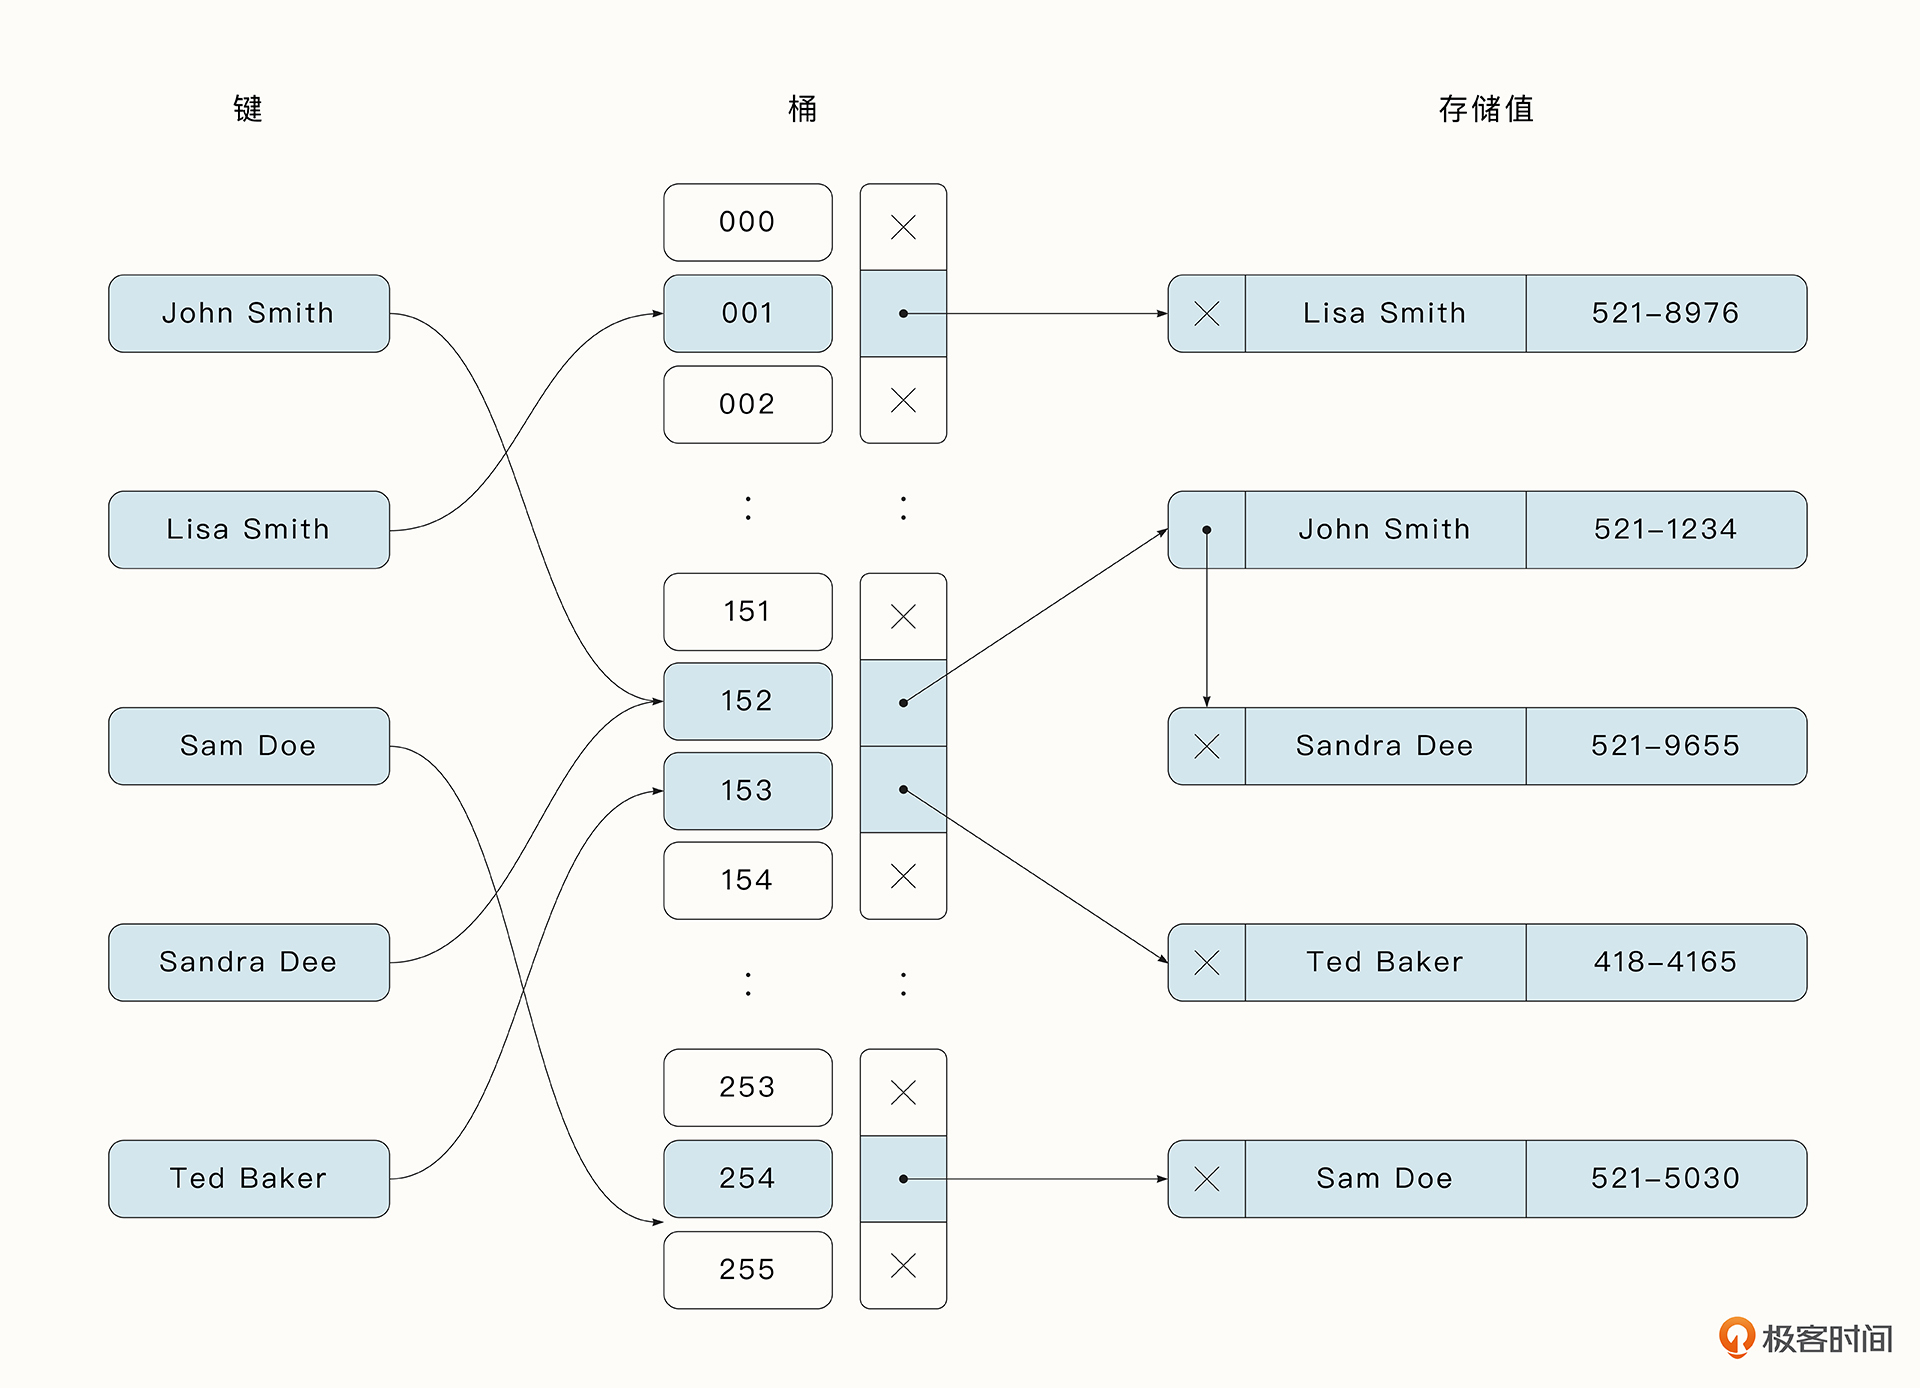 键
桶
存储值
John Smith
Lisa Smith
Sam Doe
Sandra Dee
Ted Baker
000
001
002
:
151
152
153
154
:
253
254
255
:
:
Lisa Smith 521-8976
John Smith 521-1234
Sandra Dee 521-9655
Ted Baker 418-4165
Sam Doe 521-5030
极客时间